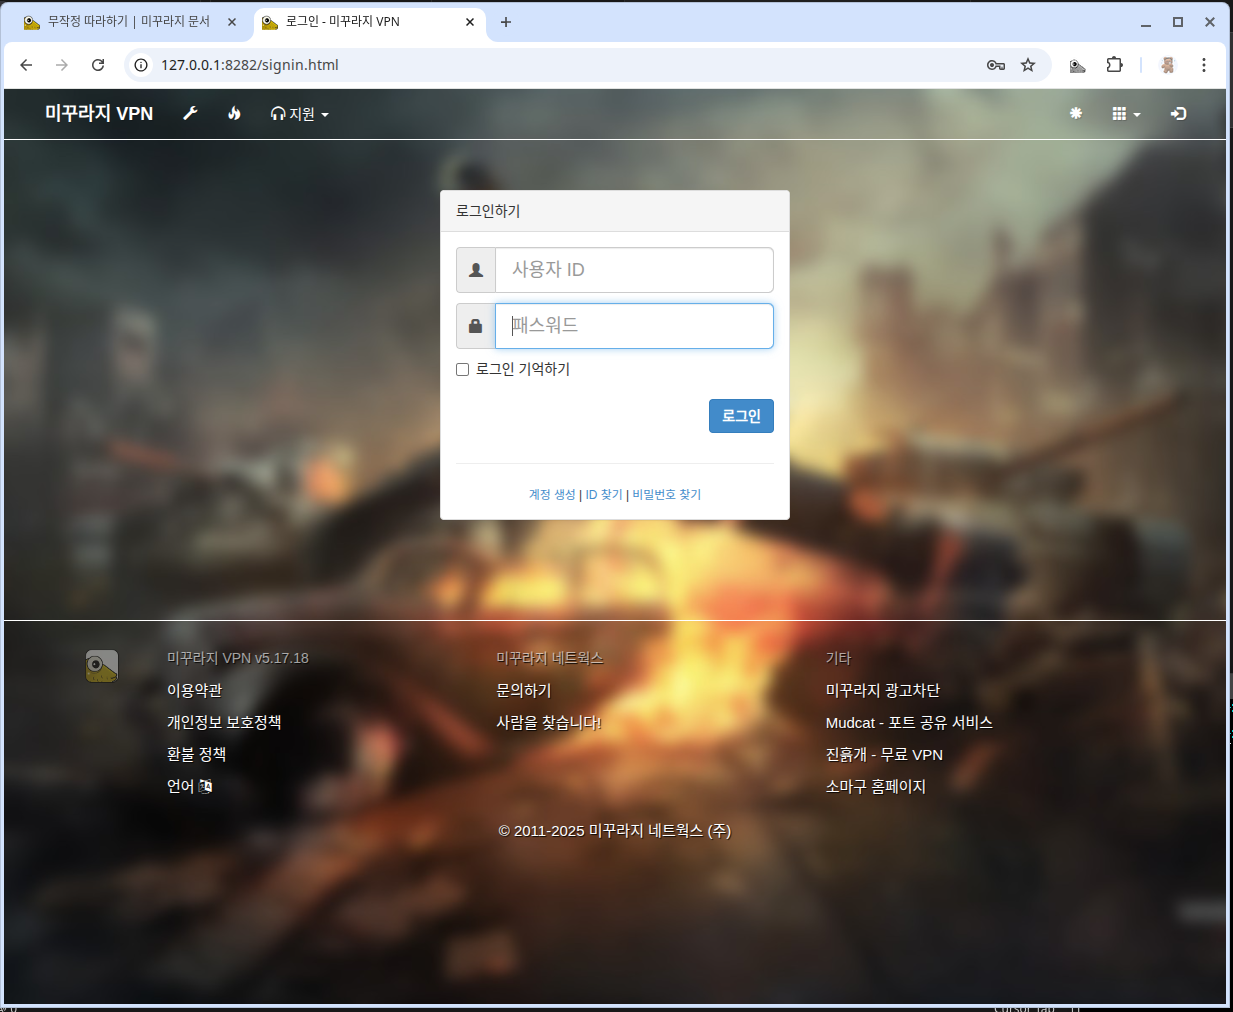 무작정 따라하기 | 미꾸라지 문서
로그인 - 미꾸라지 VPN
127.0.0.1:8282/signin.html
미꾸라지 VPN
지원
로그인하기
사용자 ID
패스워드
로그인 기억하기
로그인
계정 생성 | ID 찾기 | 비밀번호 찾기
미꾸라지 VPN v5.17.18
이용약관
개인정보 보호정책
환불 정책
언어
미꾸라지 네트웍스
문의하기
사람을 찾습니다!
기타
미꾸라지 광고차단
Mudcat - 포트 공유 서비스
진흙개 - 무료 VPN
소마구 홈페이지
© 2011-2025 미꾸라지 네트웍스 (주)